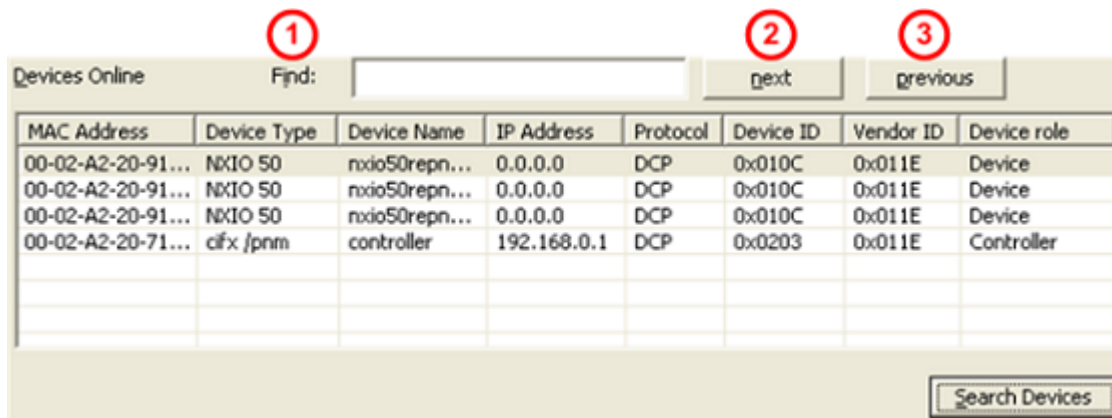 1 2 3
Devices Online Find: next previous
MAC Address Device Type Device Name IP Address Protocol Device ID Vendor ID Device role
00-02-A2-20-91... NXIO 50 nxio50repn... 0.0.0.0 DCP 0x010C 0x011E Device
00-02-A2-20-91... NXIO 50 nxio50repn... 0.0.0.0 DCP 0x010C 0x011E Device
00-02-A2-20-91... NXIO 50 nxio50repn... 0.0.0.0 DCP 0x010C 0x011E Device
00-02-A2-20-71... cifx /pnm controller 192.168.0.1 DCP 0x0203 0x011E Controller
Search Devices